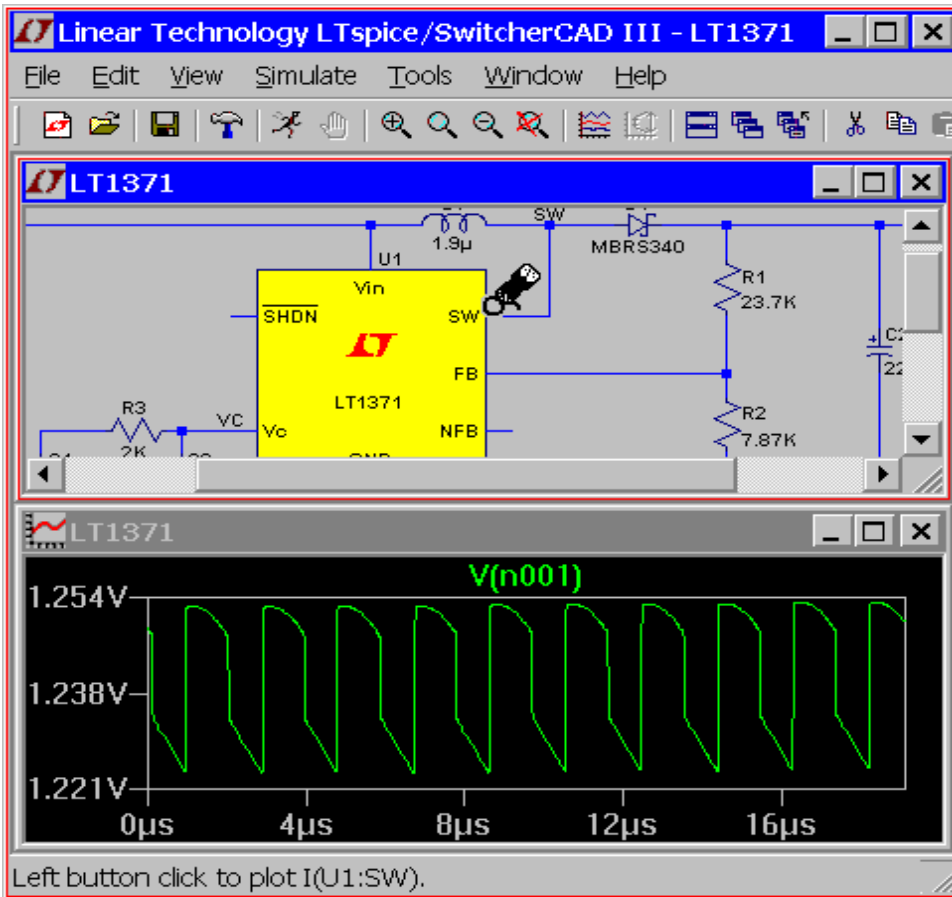 Linear Technology LTspice/SwitcherCAD III - LT1371
File Edit View Simulate Tools Window Help
LT1371
SW
1.9µ
MBRS340
U1
Vin
R1
SHDN
SW
23.7K
FB
LT1371
R3
R2
VC
Vc
NFB
7.87K
2K
LT1371
V(n001)
1.254V
1.238V
1.221V
0µs 4µs 8µs 12µs 16µs
Left button click to plot I(U1:SW).